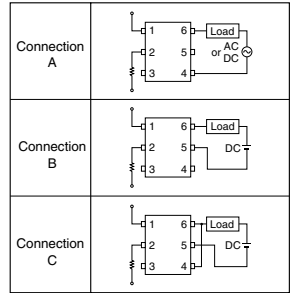 Connection
A
1 6 Load
2 5 or AC
DC
3 4
Connection
B
1 6 Load
2 5 DC
3 4
Connection
C
1 6 Load
2 5 DC
3 4